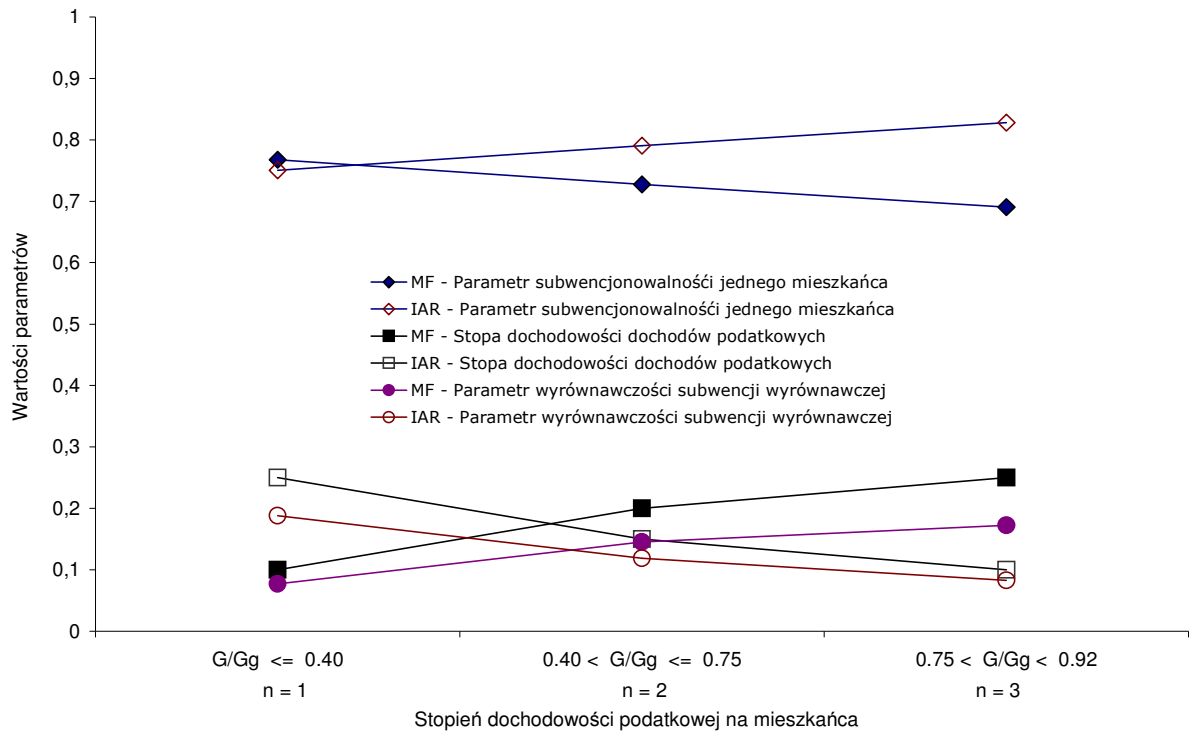 1
0,9
0,8
0,7
0,6
0,5
0,4
0,3
0,2
0,1
0
Wartości parametrów
MF - Parametr subwencjonowalnośći jednego mieszkańca
IAR - Parametr subwencjonowalnośći jednego mieszkańca
MF - Stopa dochodowości dochodów podatkowych
IAR - Stopa dochodowości dochodów podatkowych
MF - Parametr wyrównawczości subwencji wyrównawczej
IAR - Parametr wyrównawczości subwencji wyrównawczej
G/Gg <= 0.40 0.40 < G/Gg <= 0.75 0.75 < G/Gg < 0.92
n = 1 n = 2 n = 3
Stopień dochodowości podatkowej na mieszkańca